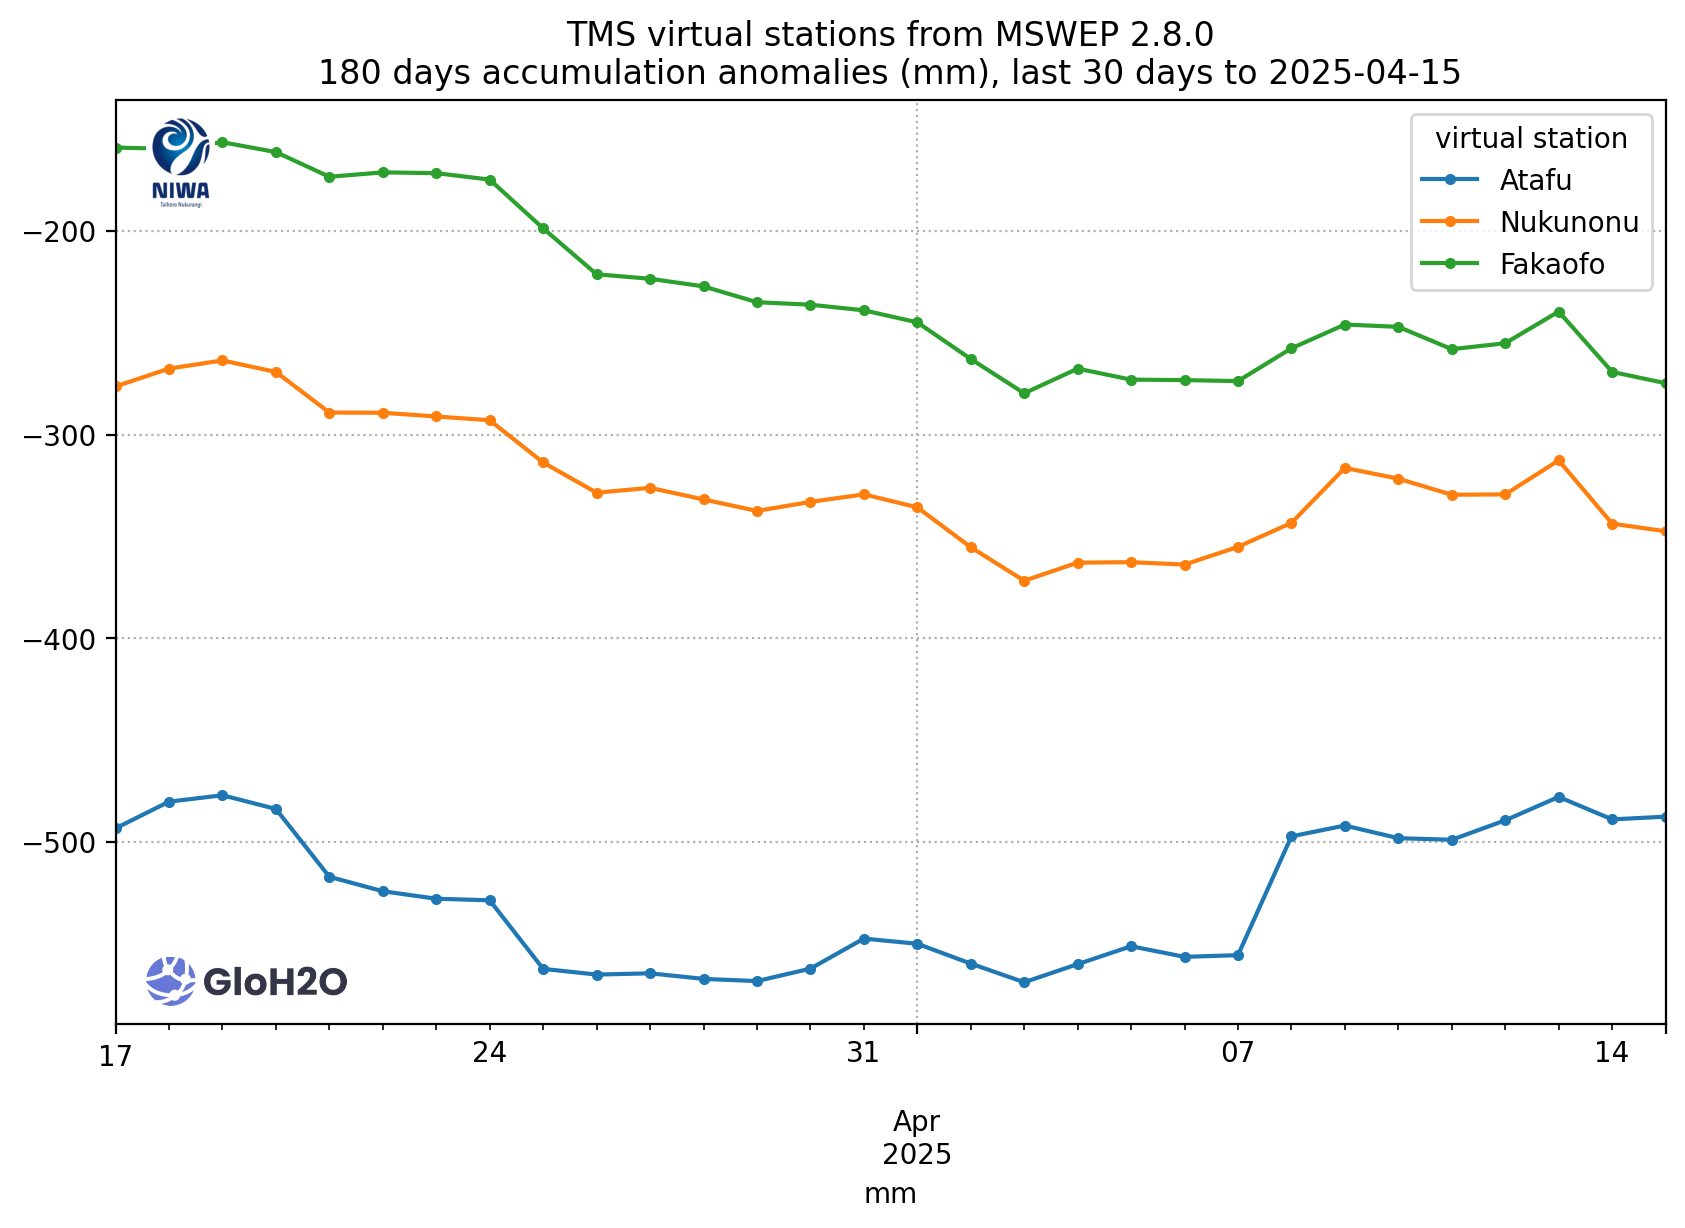 TMS virtual stations from MSWEP 2.8.0
180 days accumulation anomalies (mm), last 30 days to 2025-04-15
NIWA
Taihoro Nukurangi
virtual station
Atafu
Nukunonu
Fakaofo
−200
−300
−400
−500
GloH2O
17 24 31 07 14
Apr
2025
mm